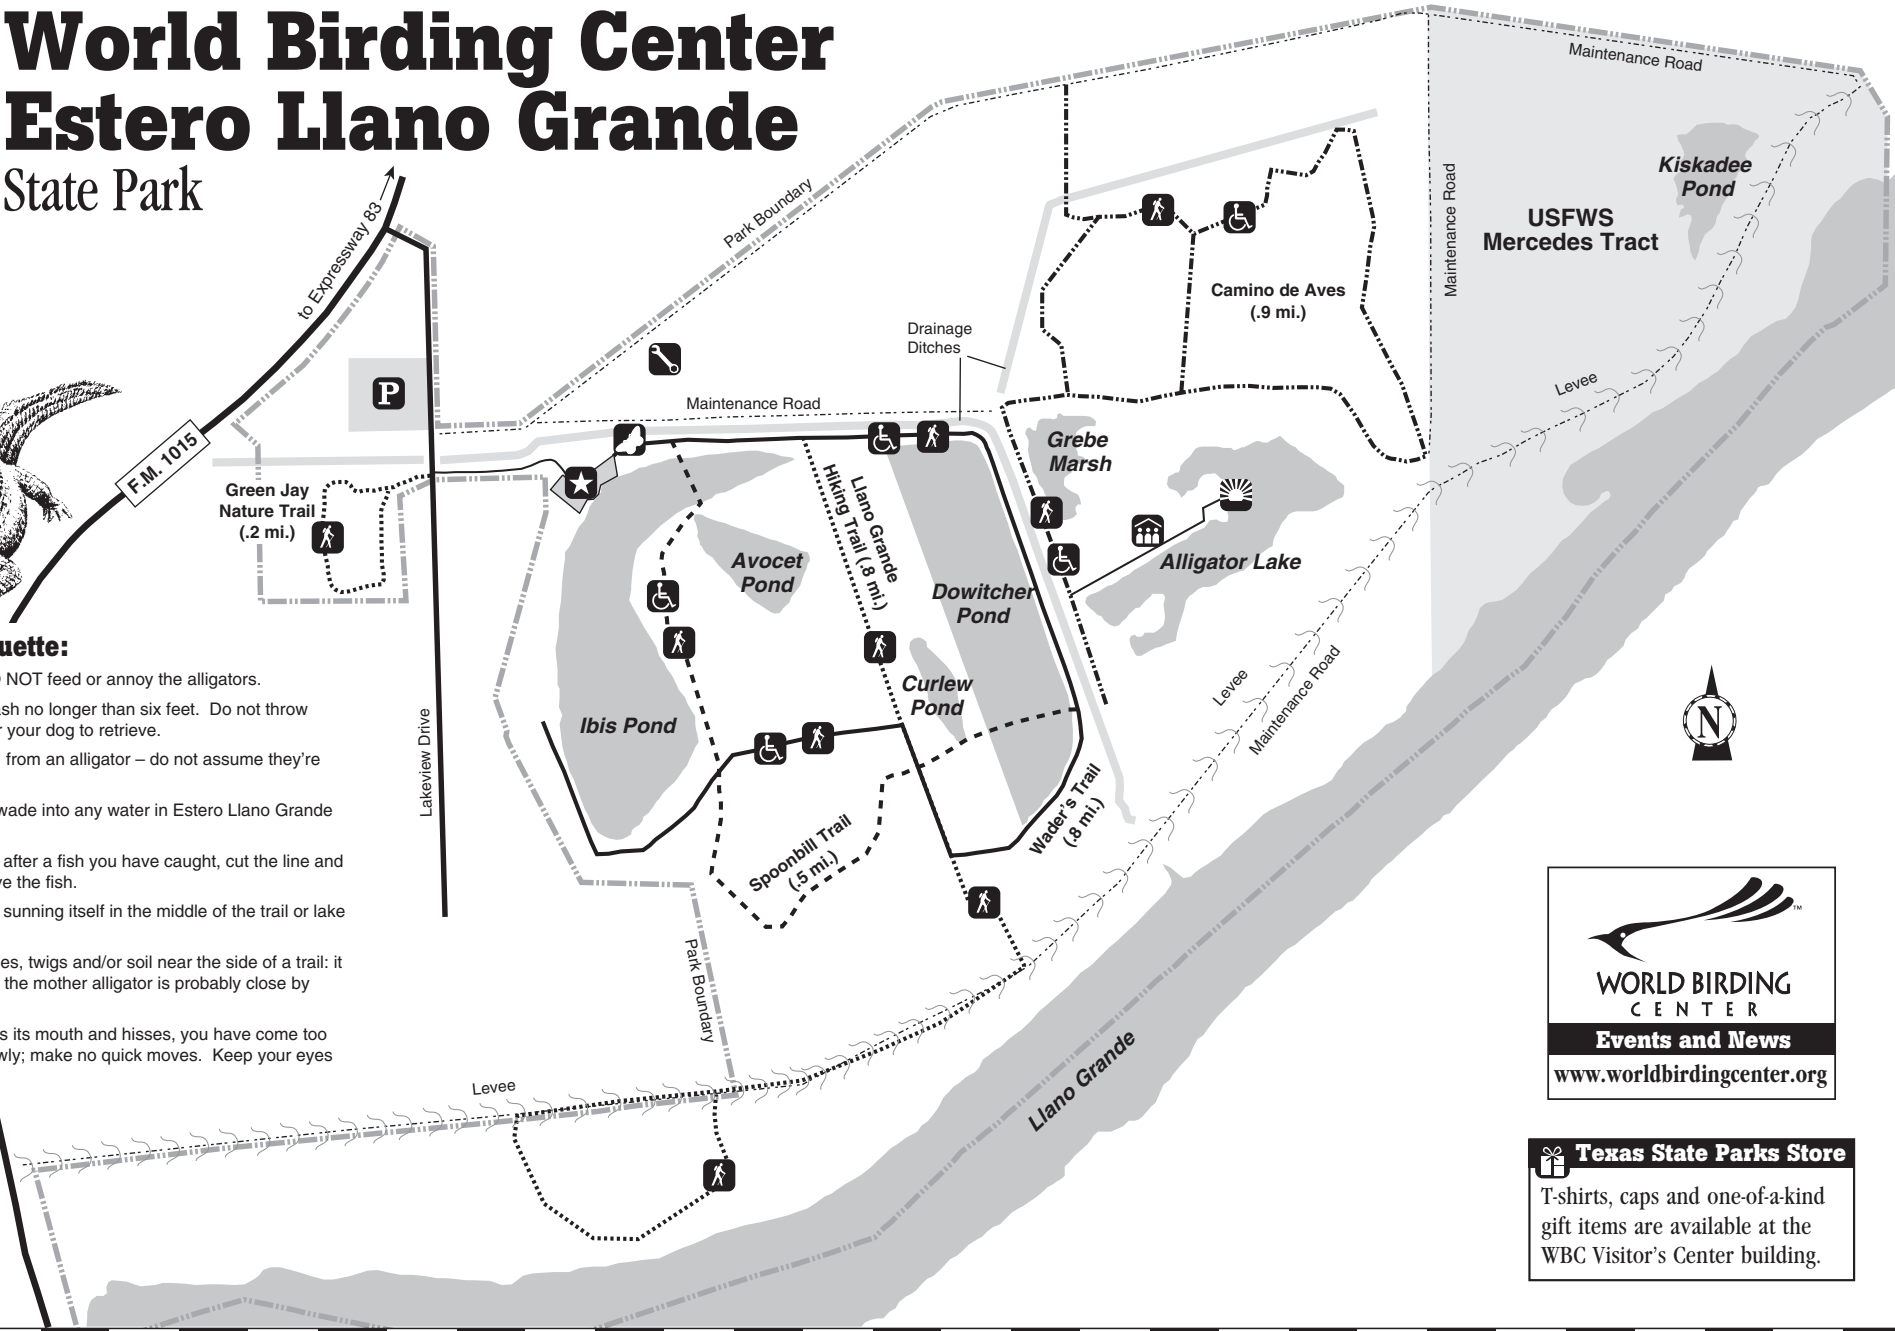 World Birding Center
Estero Llano Grande
State Park
to Expressway 83
F.M. 1015
P
Green Jay
Nature Trail
(.2 mi.)
Lakeview Drive
Park Boundary
Maintenance Road
Drainage
Ditches
Camino de Aves
(.9 mi.)
Maintenance Road
Maintenance Road
Kiskadee
Pond
USFWS
Mercedes Tract
Levee
Grebe
Marsh
Alligator Lake
Llano Grande
Hiking Trail (.8 mi.)
Avocet
Pond
Dowitcher
Pond
Curlew
Pond
Ibis Pond
Spoonbill Trail
(.5 mi.)
Wader's Trail
(.8 mi.)
Levee
Maintenance Road
Park Boundary
Levee
Llano Grande
N
uette:
NOT feed or annoy the alligators.
sh no longer than six feet. Do not throw
your dog to retrieve.
from an alligator – do not assume they're
wade into any water in Estero Llano Grande
after a fish you have caught, cut the line and
ve the fish.
sunning itself in the middle of the trail or lake
es, twigs and/or soil near the side of a trail: it
the mother alligator is probably close by
s its mouth and hisses, you have come too
wly; make no quick moves. Keep your eyes
TM
WORLD BIRDING
CENTER
Events and News
www.worldbirdingcenter.org
Texas State Parks Store
T-shirts, caps and one-of-a-kind
gift items are available at the
WBC Visitor's Center building.